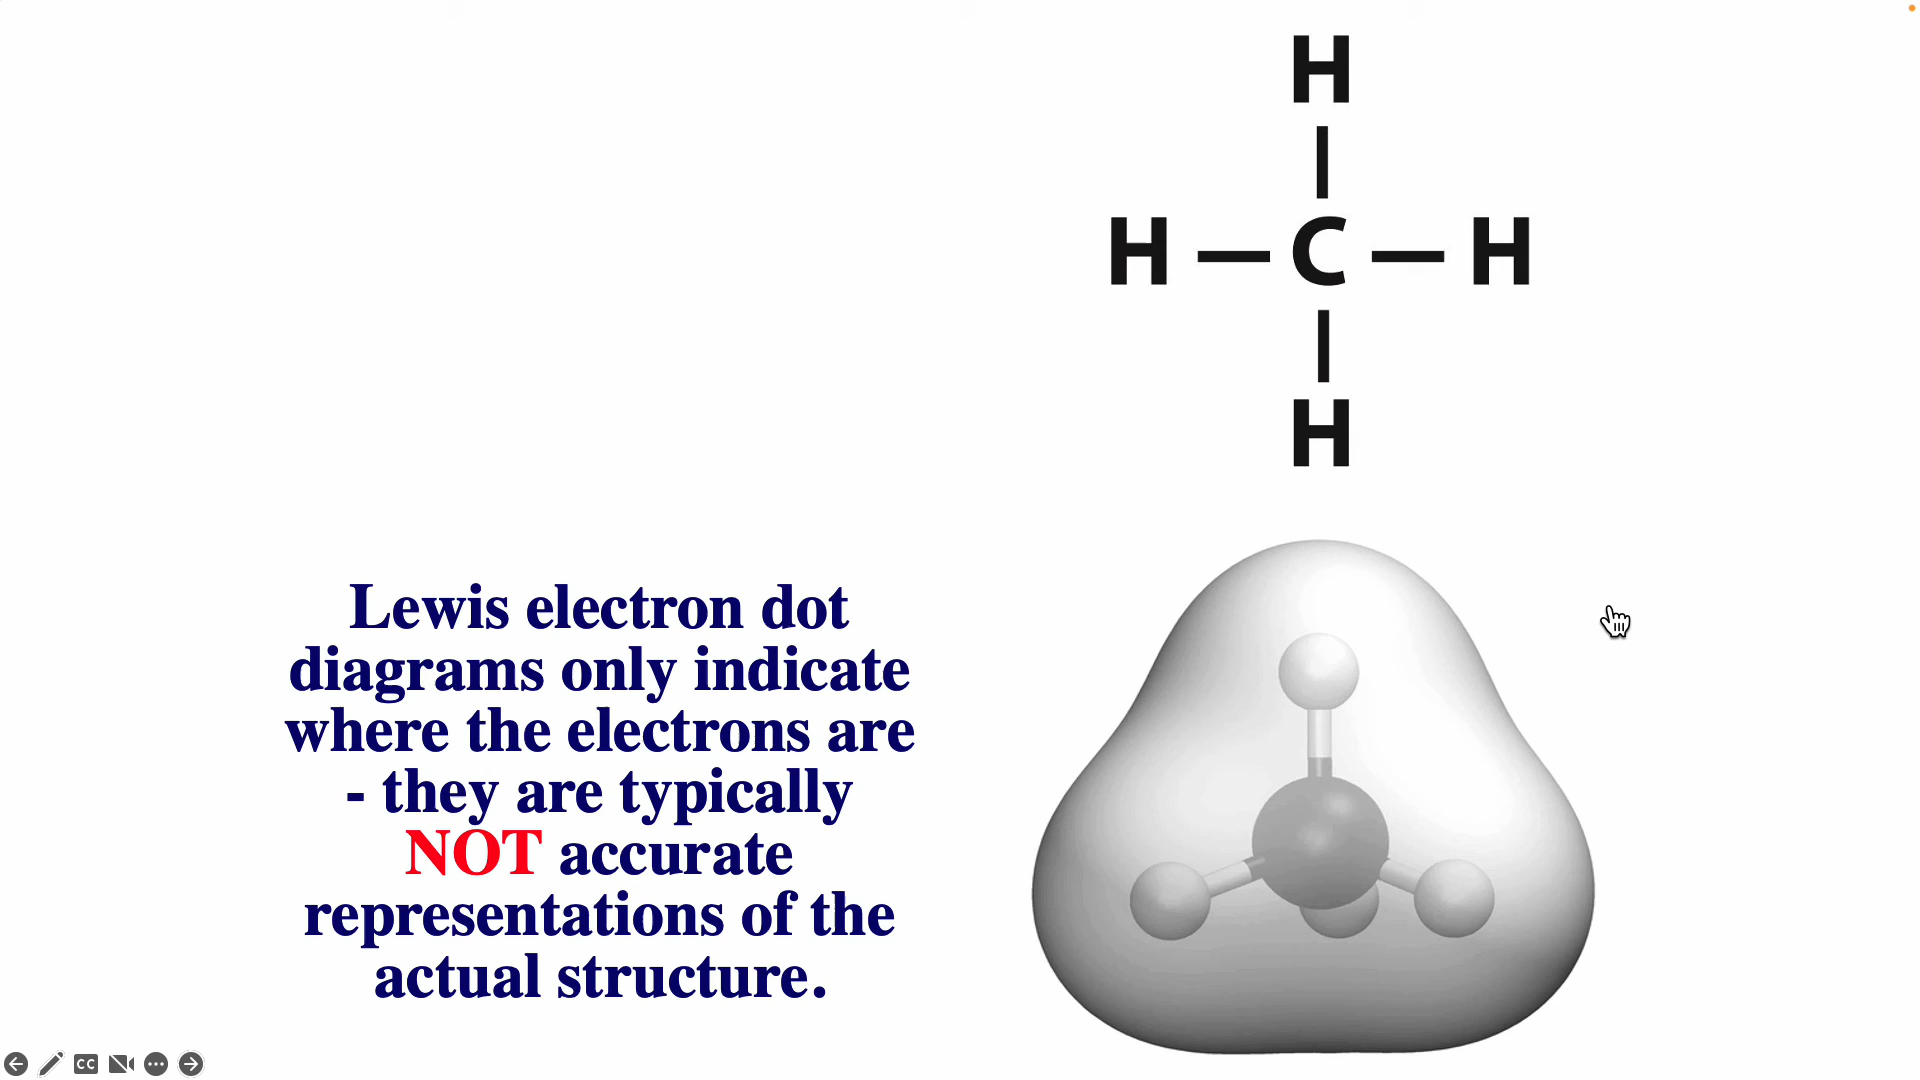 H
H — C — H
H
Lewis electron dot
diagrams only indicate
where the electrons are
- they are typically
NOT accurate
representations of the
actual structure.
CC